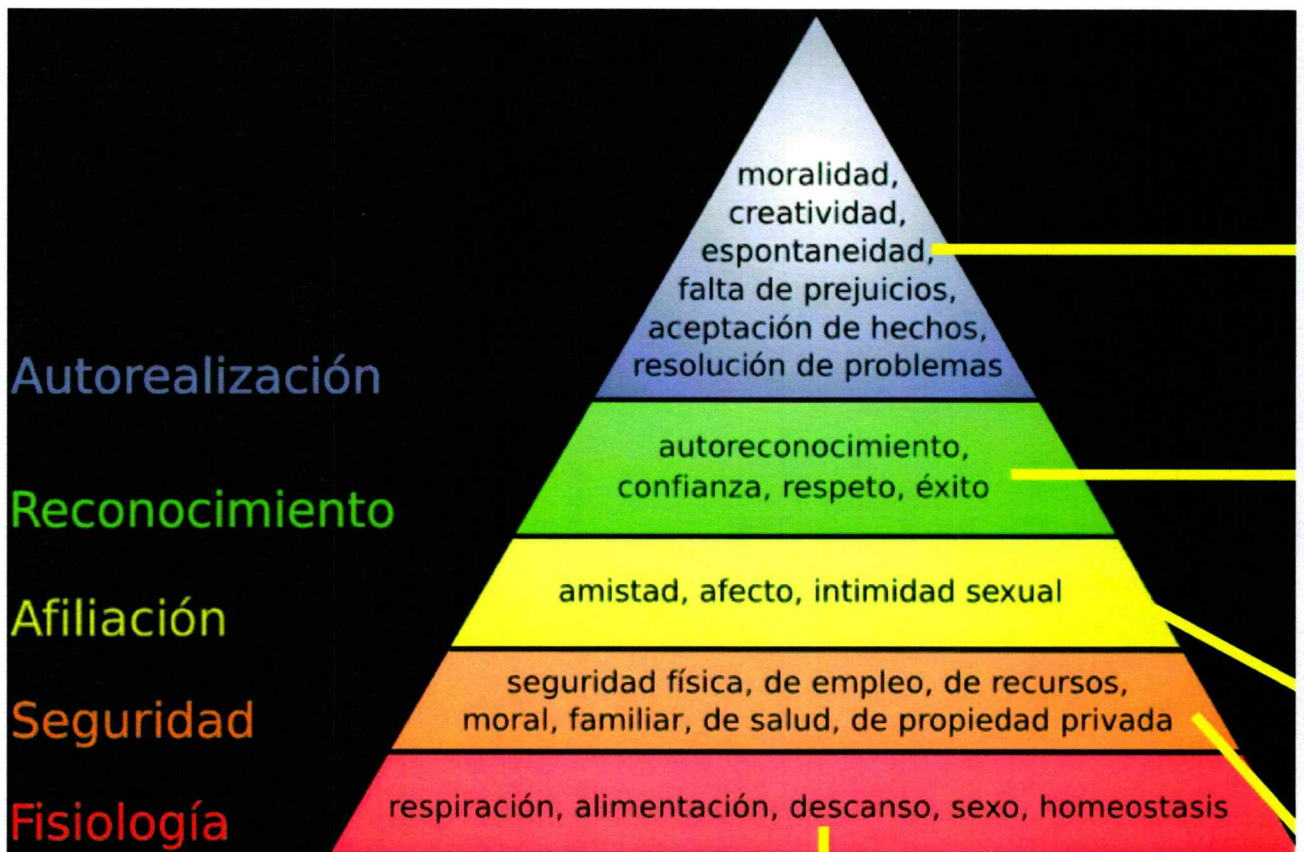 moralidad,
creatividad,
espontaneidad,
falta de prejuicios,
aceptación de hechos,
resolución de problemas
Autorealización
autoreconocimiento,
confianza, respeto, éxito
Reconocimiento
amistad, afecto, intimidad sexual
Afiliación
seguridad física, de empleo, de recursos,
moral, familiar, de salud, de propiedad privada
Seguridad
respiración, alimentación, descanso, sexo, homeostasis
Fisiología